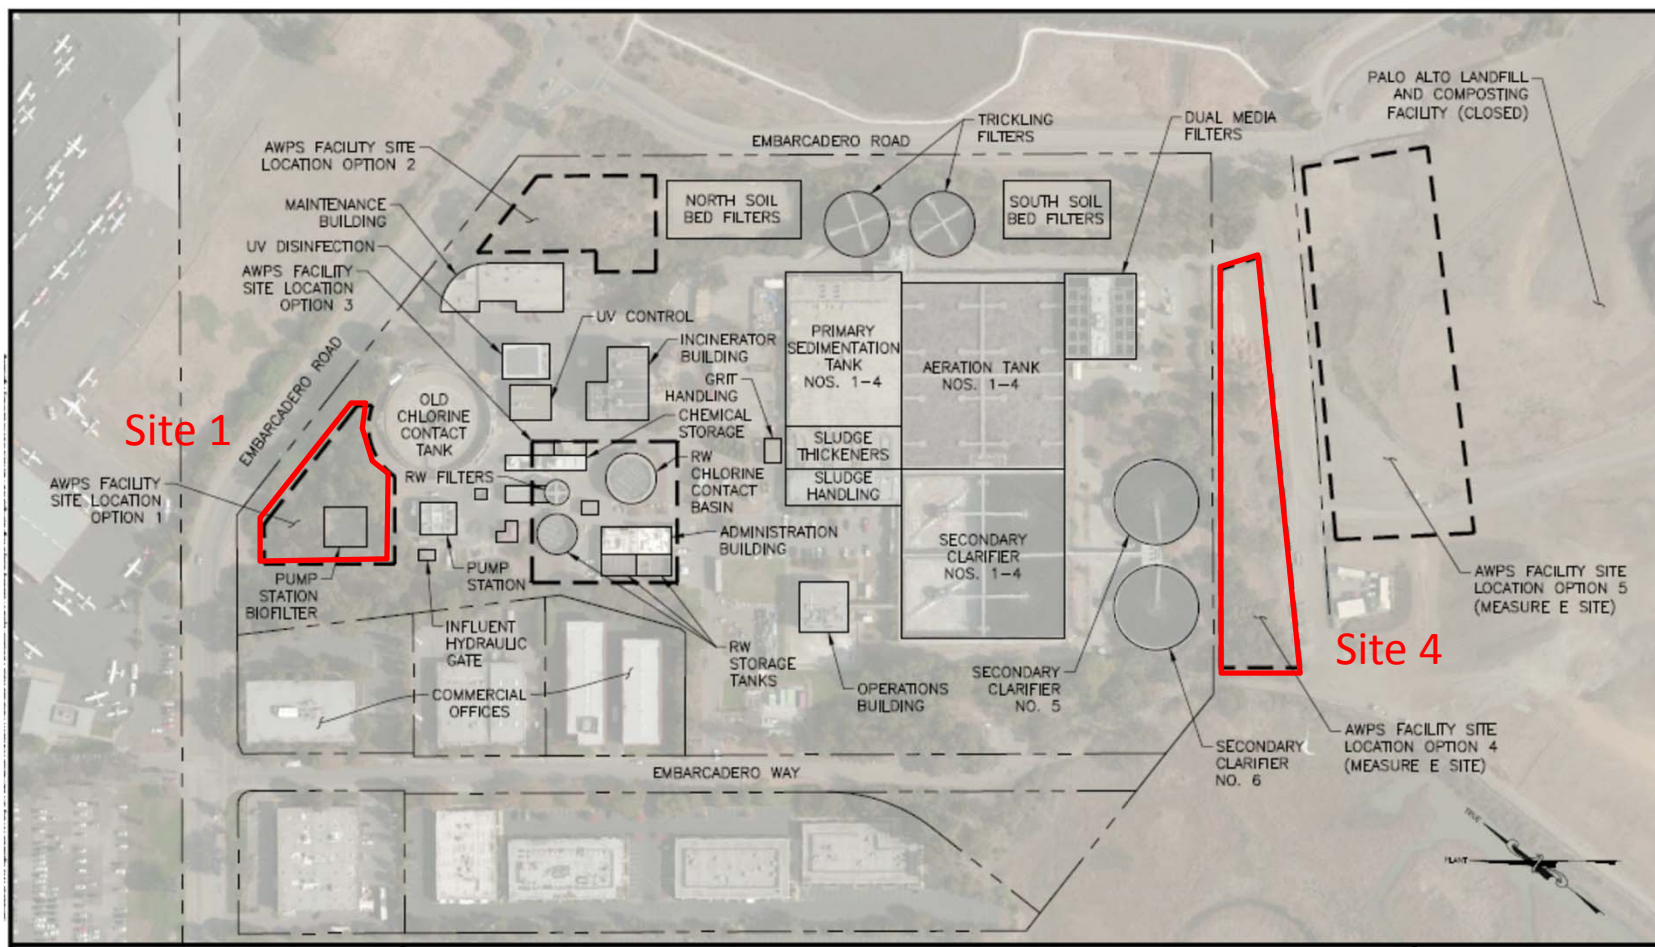 PALO ALTO LANDFILL
AND COMPOSTING
FACILITY (CLOSED)
TRICKLING
FILTERS
DUAL MEDIA
FILTERS
EMBARCADERO ROAD
AWPS FACILITY SITE
LOCATION OPTION 2
MAINTENANCE
BUILDING
NORTH SOIL
BED FILTERS
SOUTH SOIL
BED FILTERS
UV DISINFECTION
AWPS FACILITY
SITE LOCATION
OPTION 3
UV CONTROL
INCINERATOR
BUILDING
GRIT
HANDLING
CHEMICAL
STORAGE
PRIMARY
SEDIMENTATION
TANK
NOS. 1-4
AERATION TANK
NOS. 1-4
EMBARCADERO ROAD
OLD
CHLORINE
CONTACT
TANK
Site 1
SLUDGE
THICKENERS
SLUDGE
HANDLING
RW FILTERS
RW
CHLORINE
CONTACT
BASIN
AWPS FACILITY
SITE LOCATION
OPTION 1
ADMINISTRATION
BUILDING
SECONDARY
CLARIFIER
NOS. 1-4
PUMP
STATION
BIOFILTER
PUMP
STATION
AWPS FACILITY SITE
LOCATION OPTION 5
(MEASURE E SITE)
INFLUENT
HYDRAULIC
GATE
RW
STORAGE
TANKS
Site 4
COMMERCIAL
OFFICES
OPERATIONS
BUILDING
SECONDARY
CLARIFIER
NO. 5
AWPS FACILITY SITE
LOCATION OPTION 4
(MEASURE E SITE)
SECONDARY
CLARIFIER
NO. 6
EMBARCADERO WAY
TRUE
PLANT